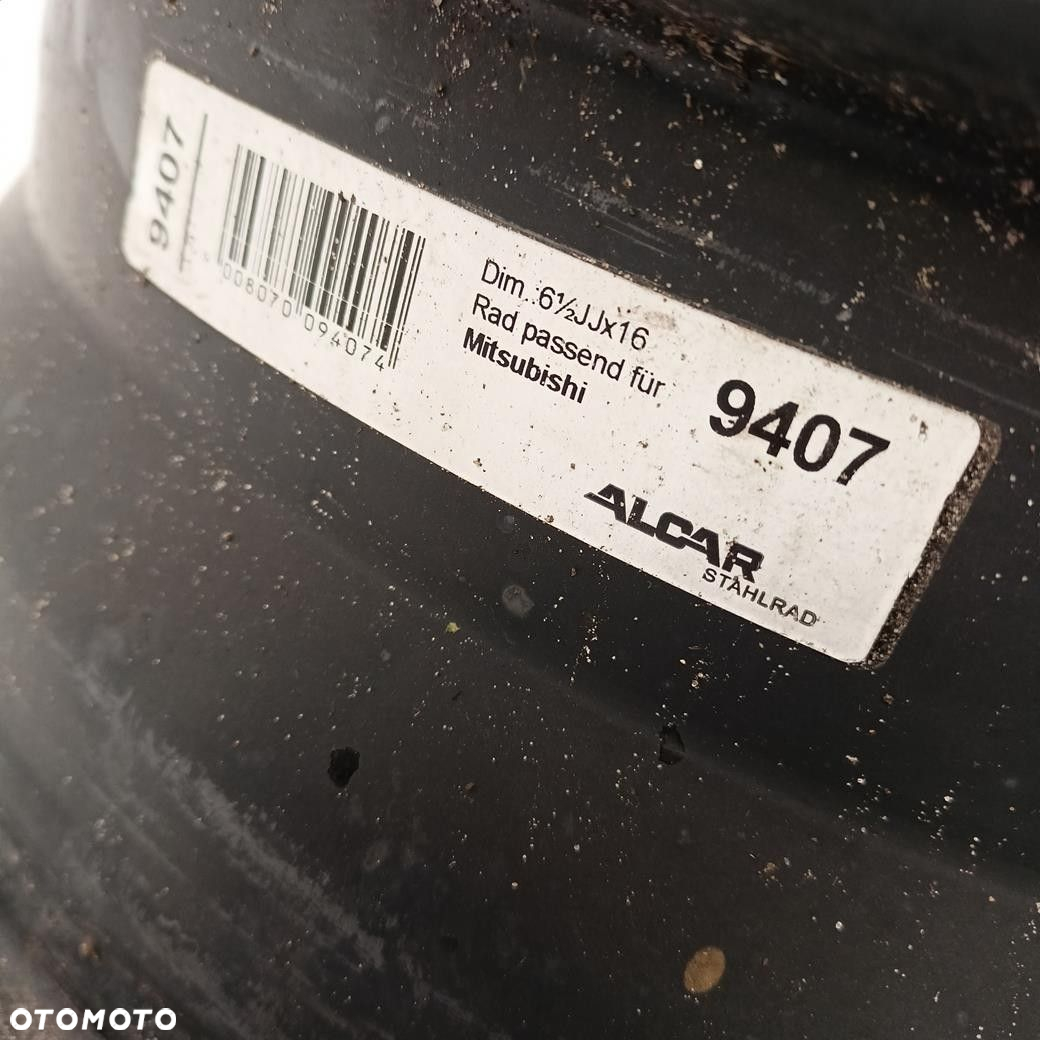 9407
008070 094074
Dim.:6½JJx16
Rad passend für
Mitsubishi
9407
ALCAR
STAHLRAD
OTOMOTO